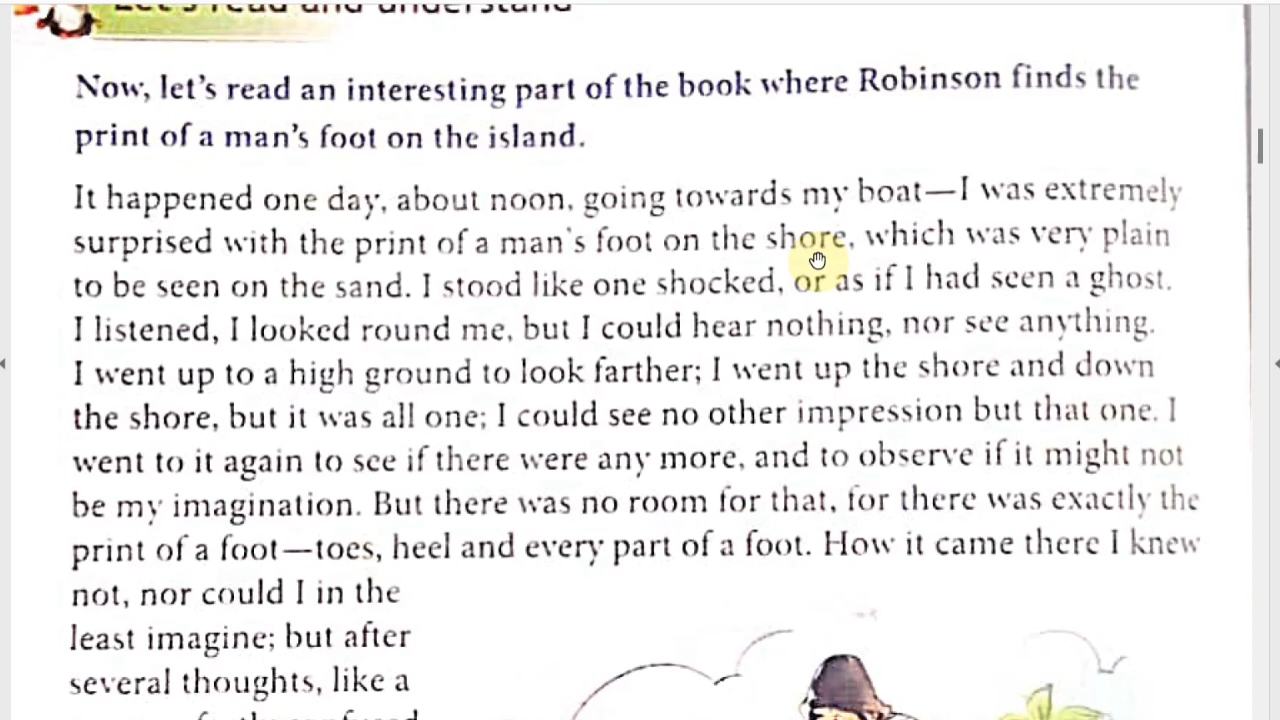 Let's read and understand
Now, let's read an interesting part of the book where Robinson finds the
print of a man's foot on the island.
It happened one day, about noon, going towards my boat—I was extremely
surprised with the print of a man's foot on the shore, which was very plain
to be seen on the sand. I stood like one shocked, or as if I had seen a ghost.
I listened, I looked round me, but I could hear nothing, nor see anything.
I went up to a high ground to look farther; I went up the shore and down
the shore, but it was all one; I could see no other impression but that one. I
went to it again to see if there were any more, and to observe if it might not
be my imagination. But there was no room for that, for there was exactly the
print of a foot—toes, heel and every part of a foot. How it came there I knew
not, nor could I in the
least imagine; but after
several thoughts, like a